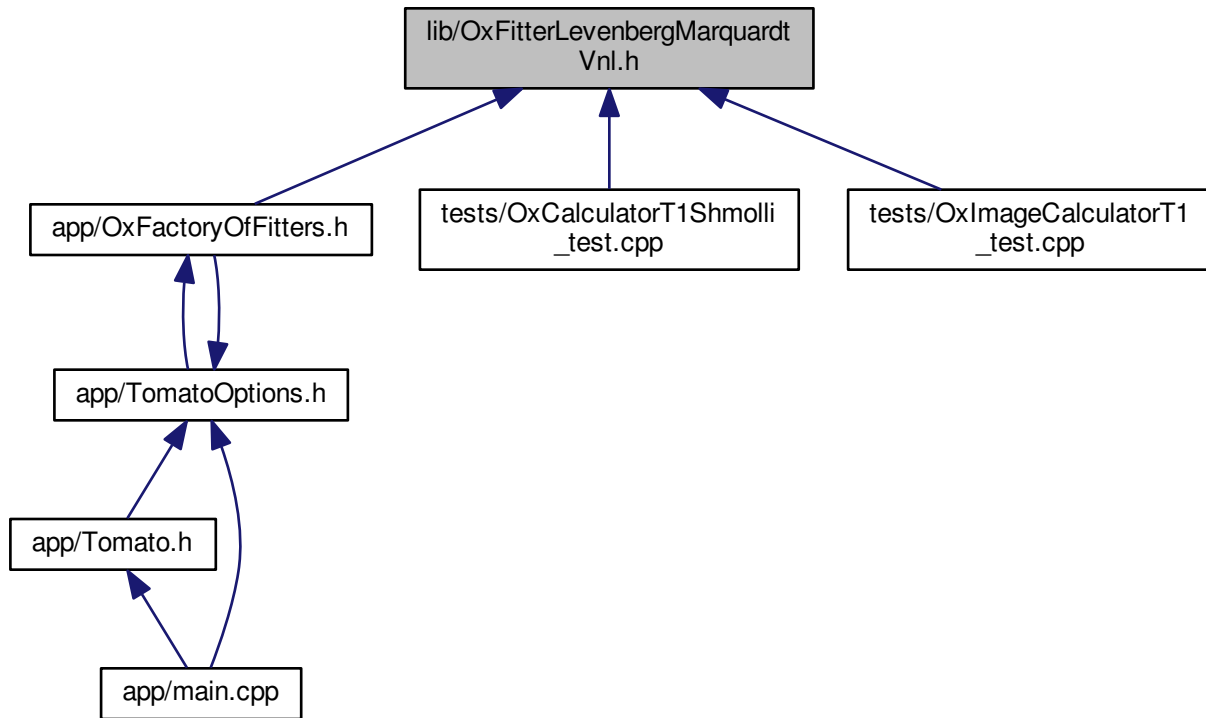 lib/OxFitterLevenbergMarquardt
Vnl.h
app/OxFactoryOfFitters.h
tests/OxCalculatorT1Shmolli
_test.cpp
tests/OxImageCalculatorT1
_test.cpp
app/TomatoOptions.h
app/Tomato.h
app/main.cpp